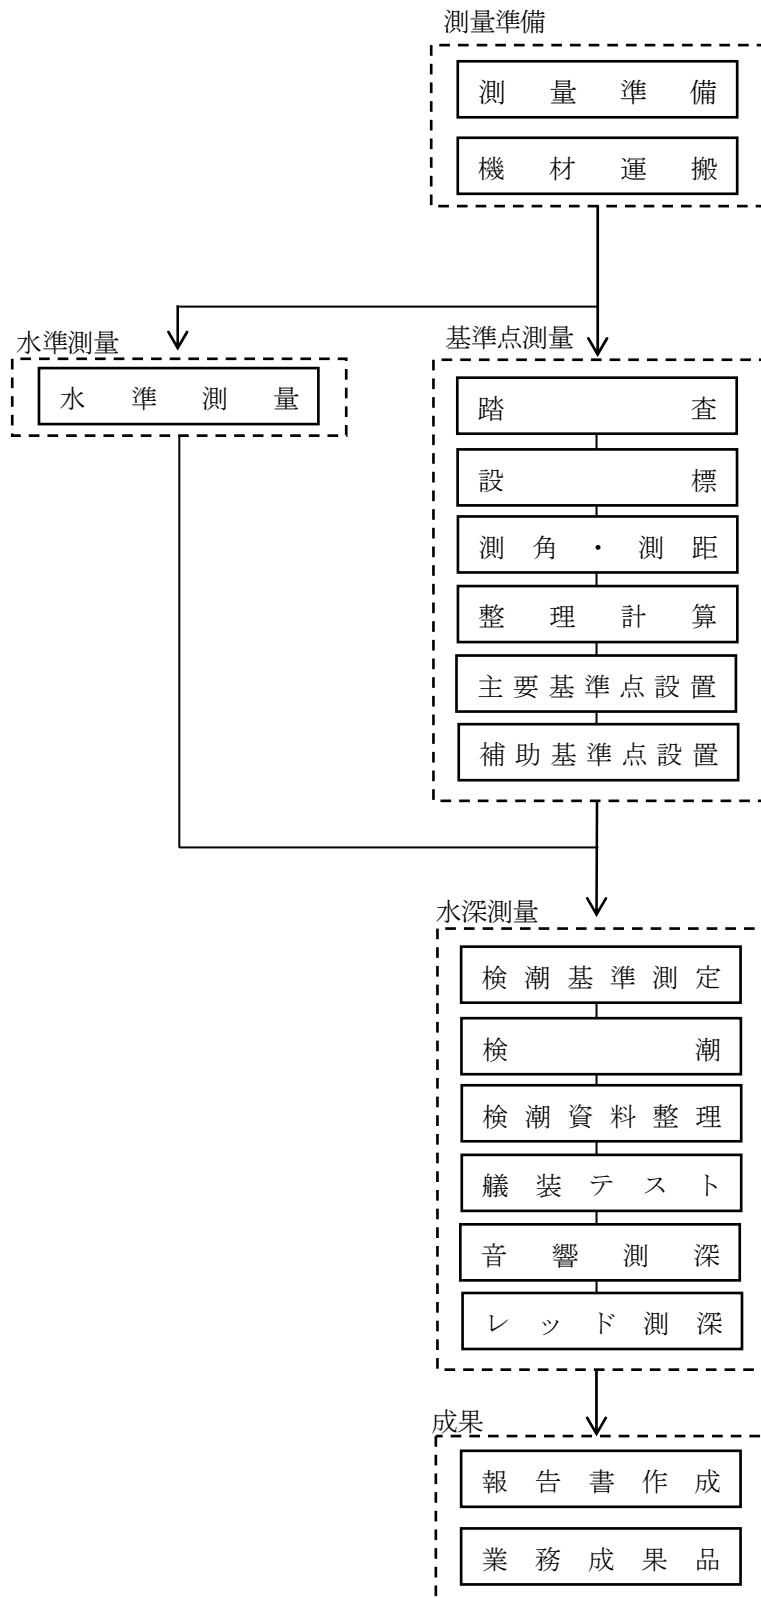 測量準備
測量準備
機材運搬
水準測量
水準測量
基準点測量
踏査
設標
測角・測距
整理計算
主要基準点設置
補助基準点設置
水深測量
検潮基準測定
検潮
検潮資料整理
艤装テスト
音響測深
レッド測深
成果
報告書作成
業務成果品